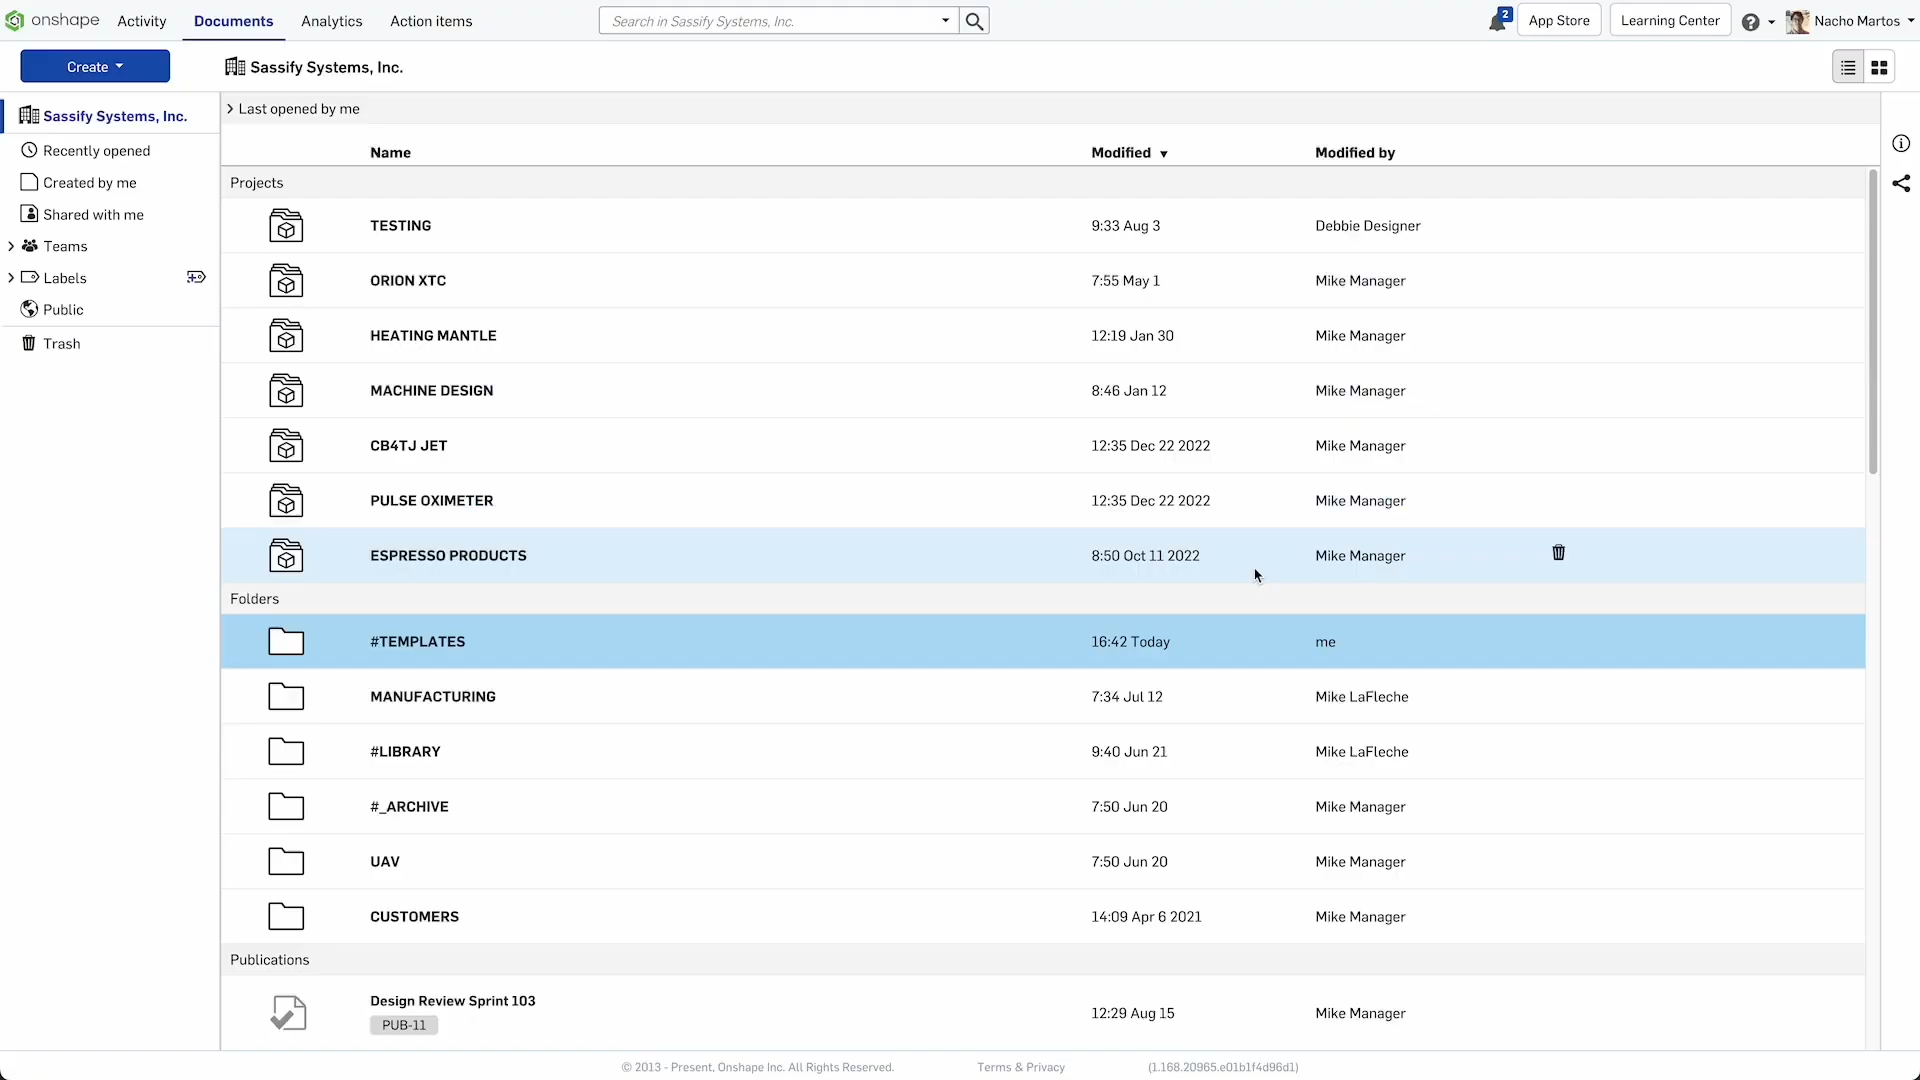 onshape Activity Documents Analytics Action items Search in Sassify Systems, Inc. 2 App Store Learning Center Nacho Martos
Create Sassify Systems, Inc.
Sassify Systems, Inc.
Recently opened
Created by me
Shared with me
Teams
Labels
Public
Trash
Last opened by me
Name Modified Modified by
Projects
TESTING 9:33 Aug 3 Debbie Designer
ORION XTC 7:55 May 1 Mike Manager
HEATING MANTLE 12:19 Jan 30 Mike Manager
MACHINE DESIGN 8:46 Jan 12 Mike Manager
CB4TJ JET 12:35 Dec 22 2022 Mike Manager
PULSE OXIMETER 12:35 Dec 22 2022 Mike Manager
ESPRESSO PRODUCTS 8:50 Oct 11 2022 Mike Manager
Folders
#TEMPLATES 16:42 Today me
MANUFACTURING 7:34 Jul 12 Mike LaFleche
#LIBRARY 9:40 Jun 21 Mike LaFleche
#_ARCHIVE 7:50 Jun 20 Mike Manager
UAV 7:50 Jun 20 Mike Manager
CUSTOMERS 14:09 Apr 6 2021 Mike Manager
Publications
Design Review Sprint 103
PUB-11 12:29 Aug 15 Mike Manager
© 2013 - Present, Onshape Inc. All Rights Reserved. Terms & Privacy (1.168.20965.e01b1f4d96d1)